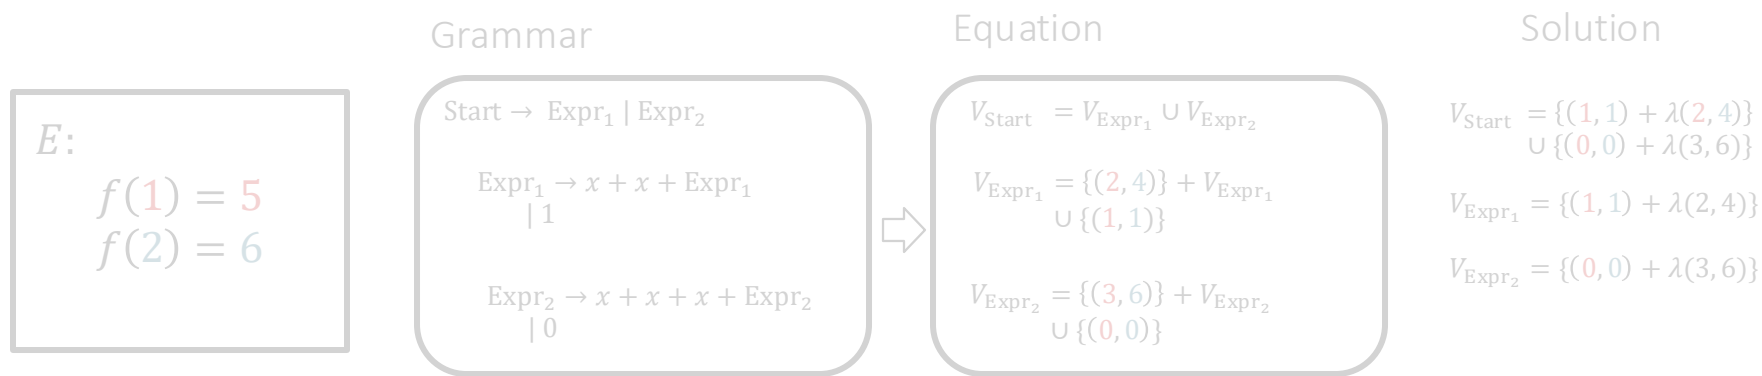 Grammar
Equation
Solution
E:
f(1) = 5
f(2) = 6
Start → Expr₁ | Expr₂
Expr₁ → x + x + Expr₁
| 1
Expr₂ → x + x + x + Expr₂
| 0
V_Start = V_Expr₁ ∪ V_Expr₂
V_Expr₁ = {(2, 4)} + V_Expr₁
∪ {(1, 1)}
V_Expr₂ = {(3, 6)} + V_Expr₂
∪ {(0, 0)}
V_Start = {(1, 1) + λ(2, 4)}
∪ {(0, 0) + λ(3, 6)}
V_Expr₁ = {(1, 1) + λ(2, 4)}
V_Expr₂ = {(0, 0) + λ(3, 6)}